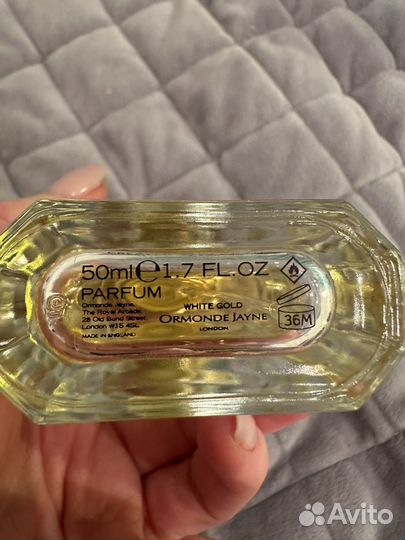 50ml℮1.7 FL.OZ
PARFUM
Ormonde Jayne,
The Royal Arcade,
28 Old Bond Street,
London W1S 4SL.
MADE IN ENGLAND
WHITE GOLD
ORMONDE JAYNE
LONDON
36M
Avito